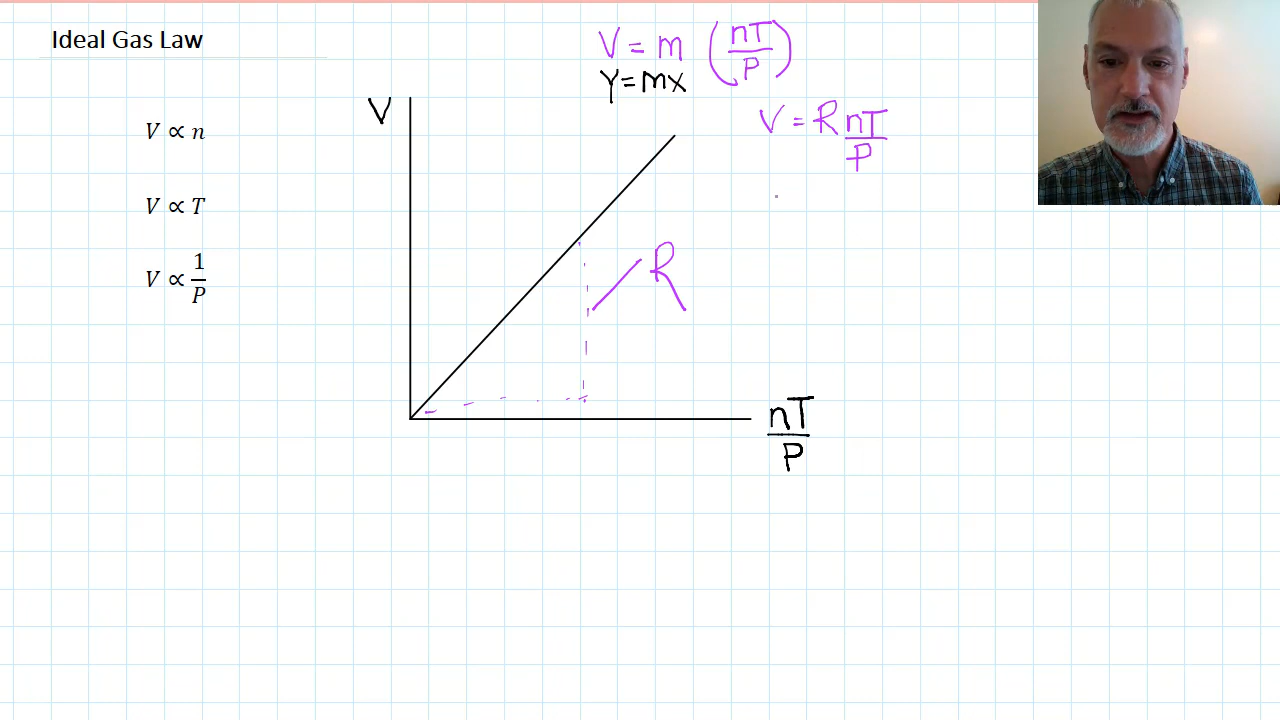 Ideal Gas Law
V = m (nT/P)
Y = mx
V
V ∝ n
V = R nT/P
V ∝ T
V ∝ 1/P
R
nT/P